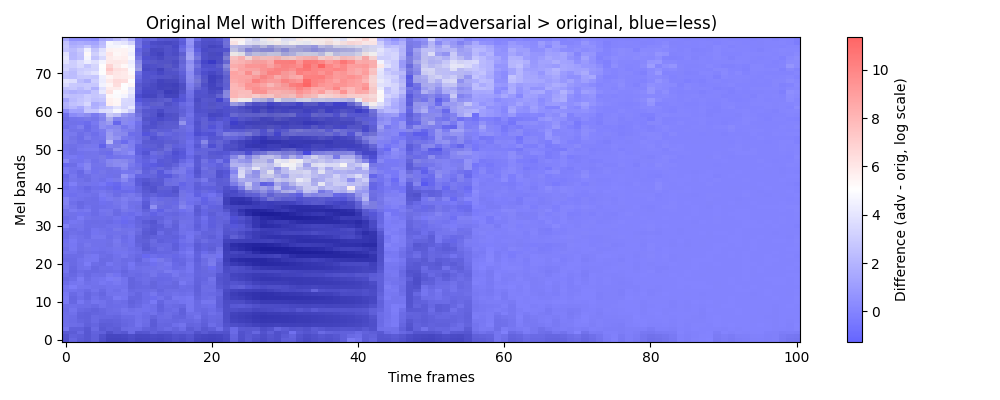 Original Mel with Differences (red=adversarial > original, blue=less)
Mel bands
70
60
50
40
30
20
10
0
0 20 40 60 80 100
Time frames
10
8
6
4
2
0
Difference (adv - orig, log scale)